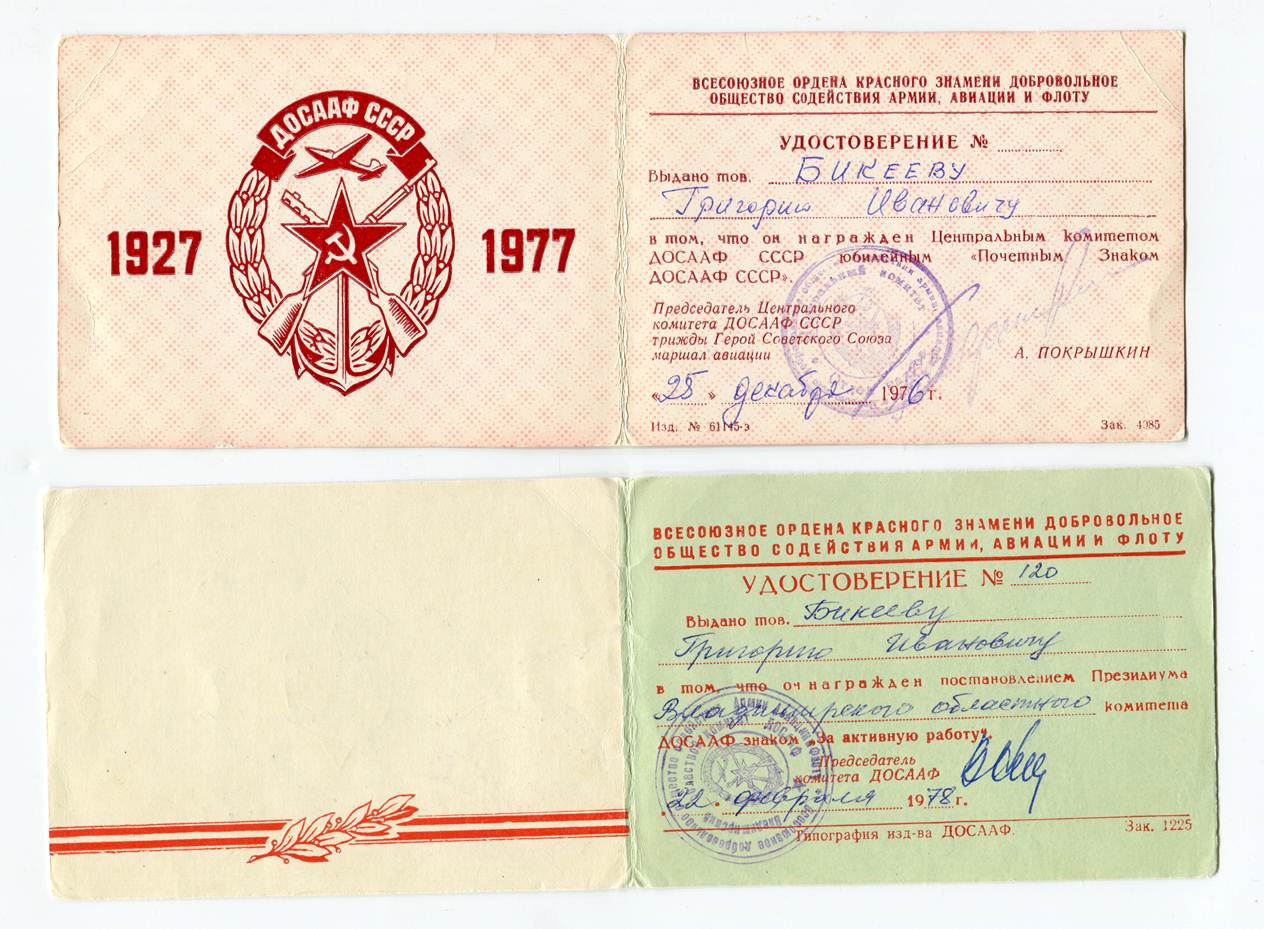 ДОСААФ СССР
1927 1977
ВСЕСОЮЗНОЕ ОРДЕНА КРАСНОГО ЗНАМЕНИ ДОБРОВОЛЬНОЕ
ОБЩЕСТВО СОДЕЙСТВИЯ АРМИИ, АВИАЦИИ И ФЛОТУ
УДОСТОВЕРЕНИЕ №
Выдано тов. БИКЕЕВУ
Григорию Ивановичу
в том, что он награжден Центральным комитетом
ДОСААФ СССР юбилейным «Почетным Знаком
ДОСААФ СССР».
Председатель Центрального
комитета ДОСААФ СССР
трижды Герой Советского Союза
маршал авиации
А. ПОКРЫШКИН
«25» декабря 1976 г.
Изд. № 61145-з Зак. 4985
ВСЕСОЮЗНОЕ ОРДЕНА КРАСНОГО ЗНАМЕНИ ДОБРОВОЛЬНОЕ
ОБЩЕСТВО СОДЕЙСТВИЯ АРМИИ, АВИАЦИИ И ФЛОТУ
УДОСТОВЕРЕНИЕ № 120
Выдано тов. Бикееву
Григорию Ивановичу
в том, что он награжден постановлением Президиума
Владимирского областного комитета
ДОСААФ знаком „За активную работу".
Председатель
комитета ДОСААФ
„22" февраля 1978 г.
Типография изд-ва ДОСААФ. Зак. 1225